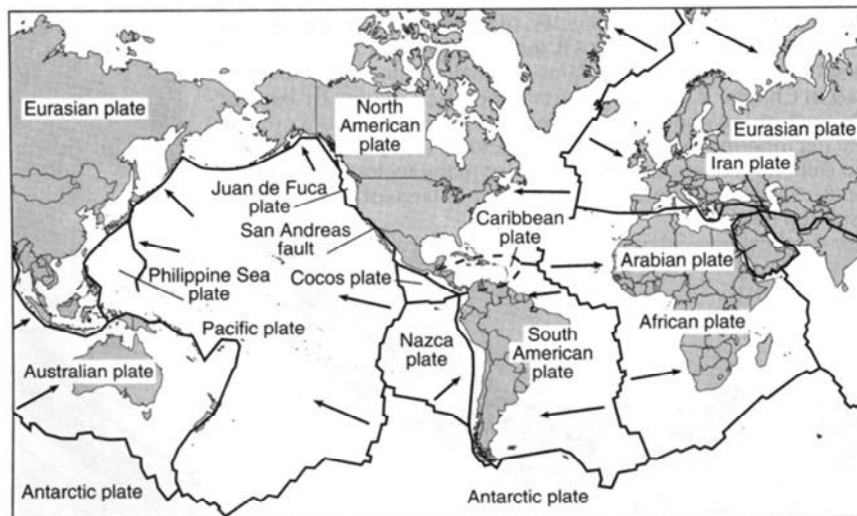 Eurasian plate
North
American
plate
Eurasian plate
Iran plate
Juan de Fuca
plate
San Andreas
fault
Caribbean
plate
Philippine Sea
plate
Cocos plate
Arabian plate
Pacific plate
Nazca
plate
South
American
plate
African plate
Australian plate
Antarctic plate
Antarctic plate